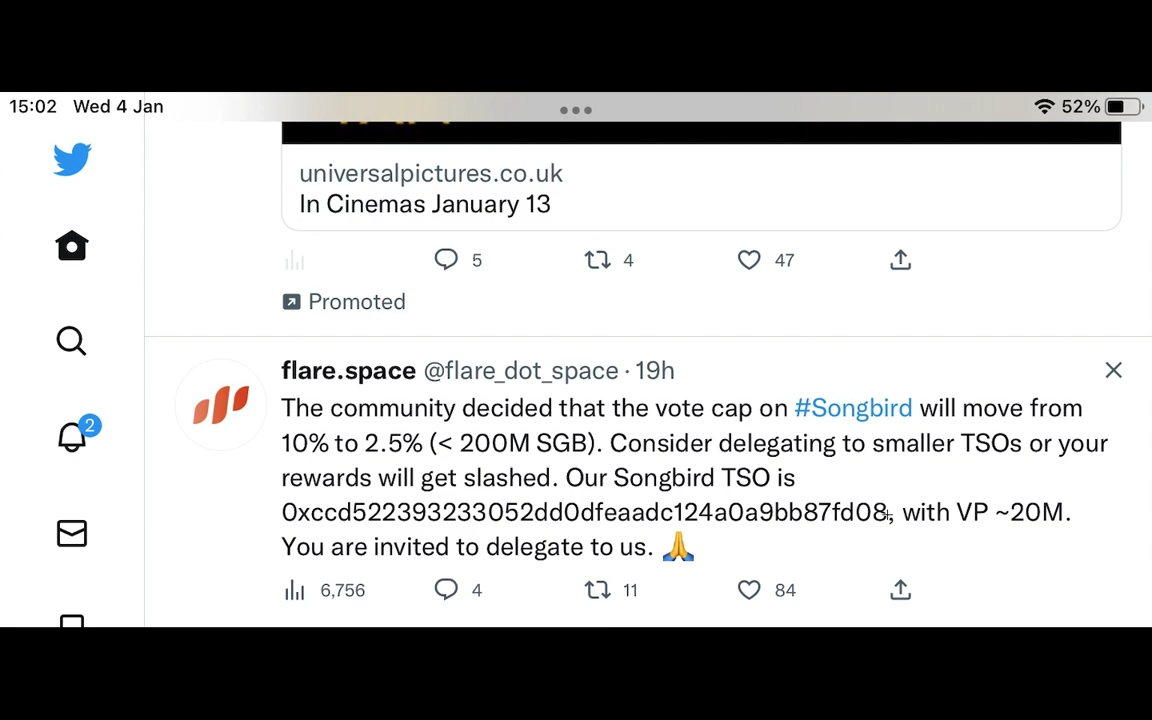 15:02 Wed 4 Jan
52%
universalpictures.co.uk
In Cinemas January 13
5 4 47
Promoted
flare.space @flare_dot_space · 19h
The community decided that the vote cap on #Songbird will move from
10% to 2.5% (< 200M SGB). Consider delegating to smaller TSOs or your
rewards will get slashed. Our Songbird TSO is
0xccd522393233052dd0dfeaadc124a0a9bb87fd08, with VP ~20M.
You are invited to delegate to us. 🙏
6,756 4 11 84
2